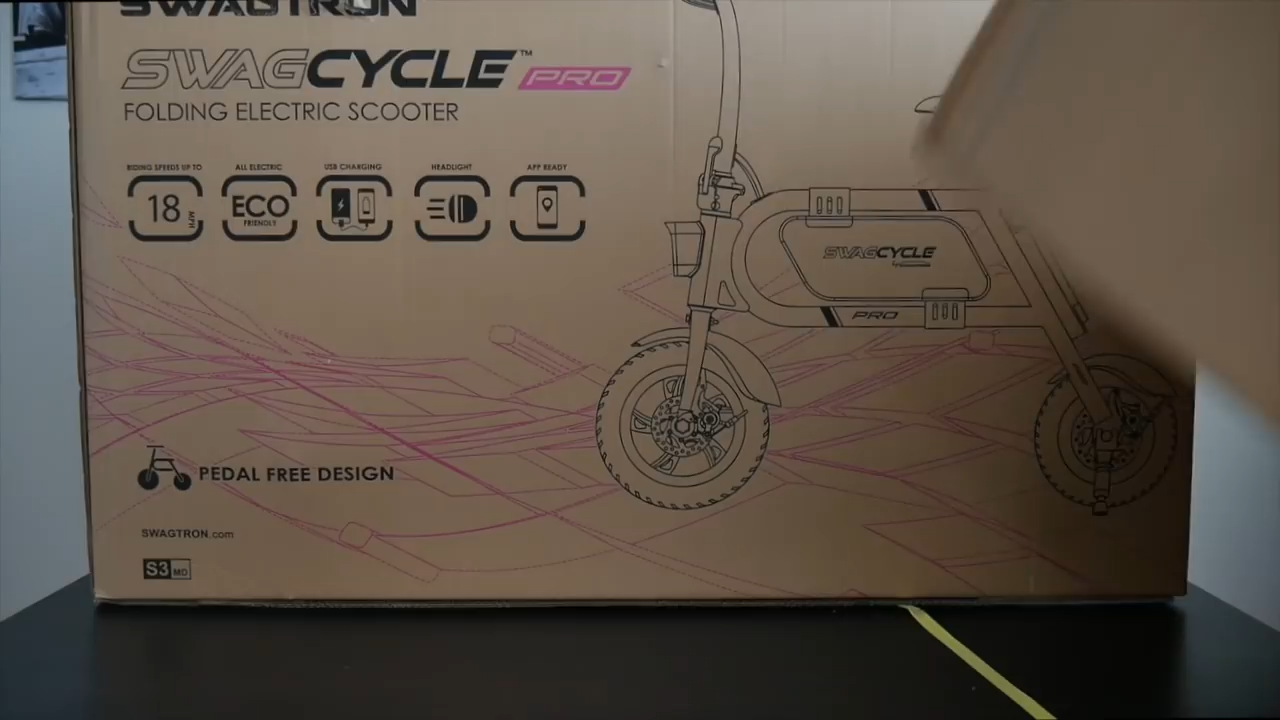 SWAGTRON
SWAGCYCLE™ PRO
FOLDING ELECTRIC SCOOTER
RIDING SPEEDS UP TO
18 MPH
ALL ELECTRIC
ECO
FRIENDLY
USB CHARGING
HEADLIGHT
APP READY
SWAGCYCLE
PRO
PEDAL FREE DESIGN
SWAGTRON.com
S3 MD